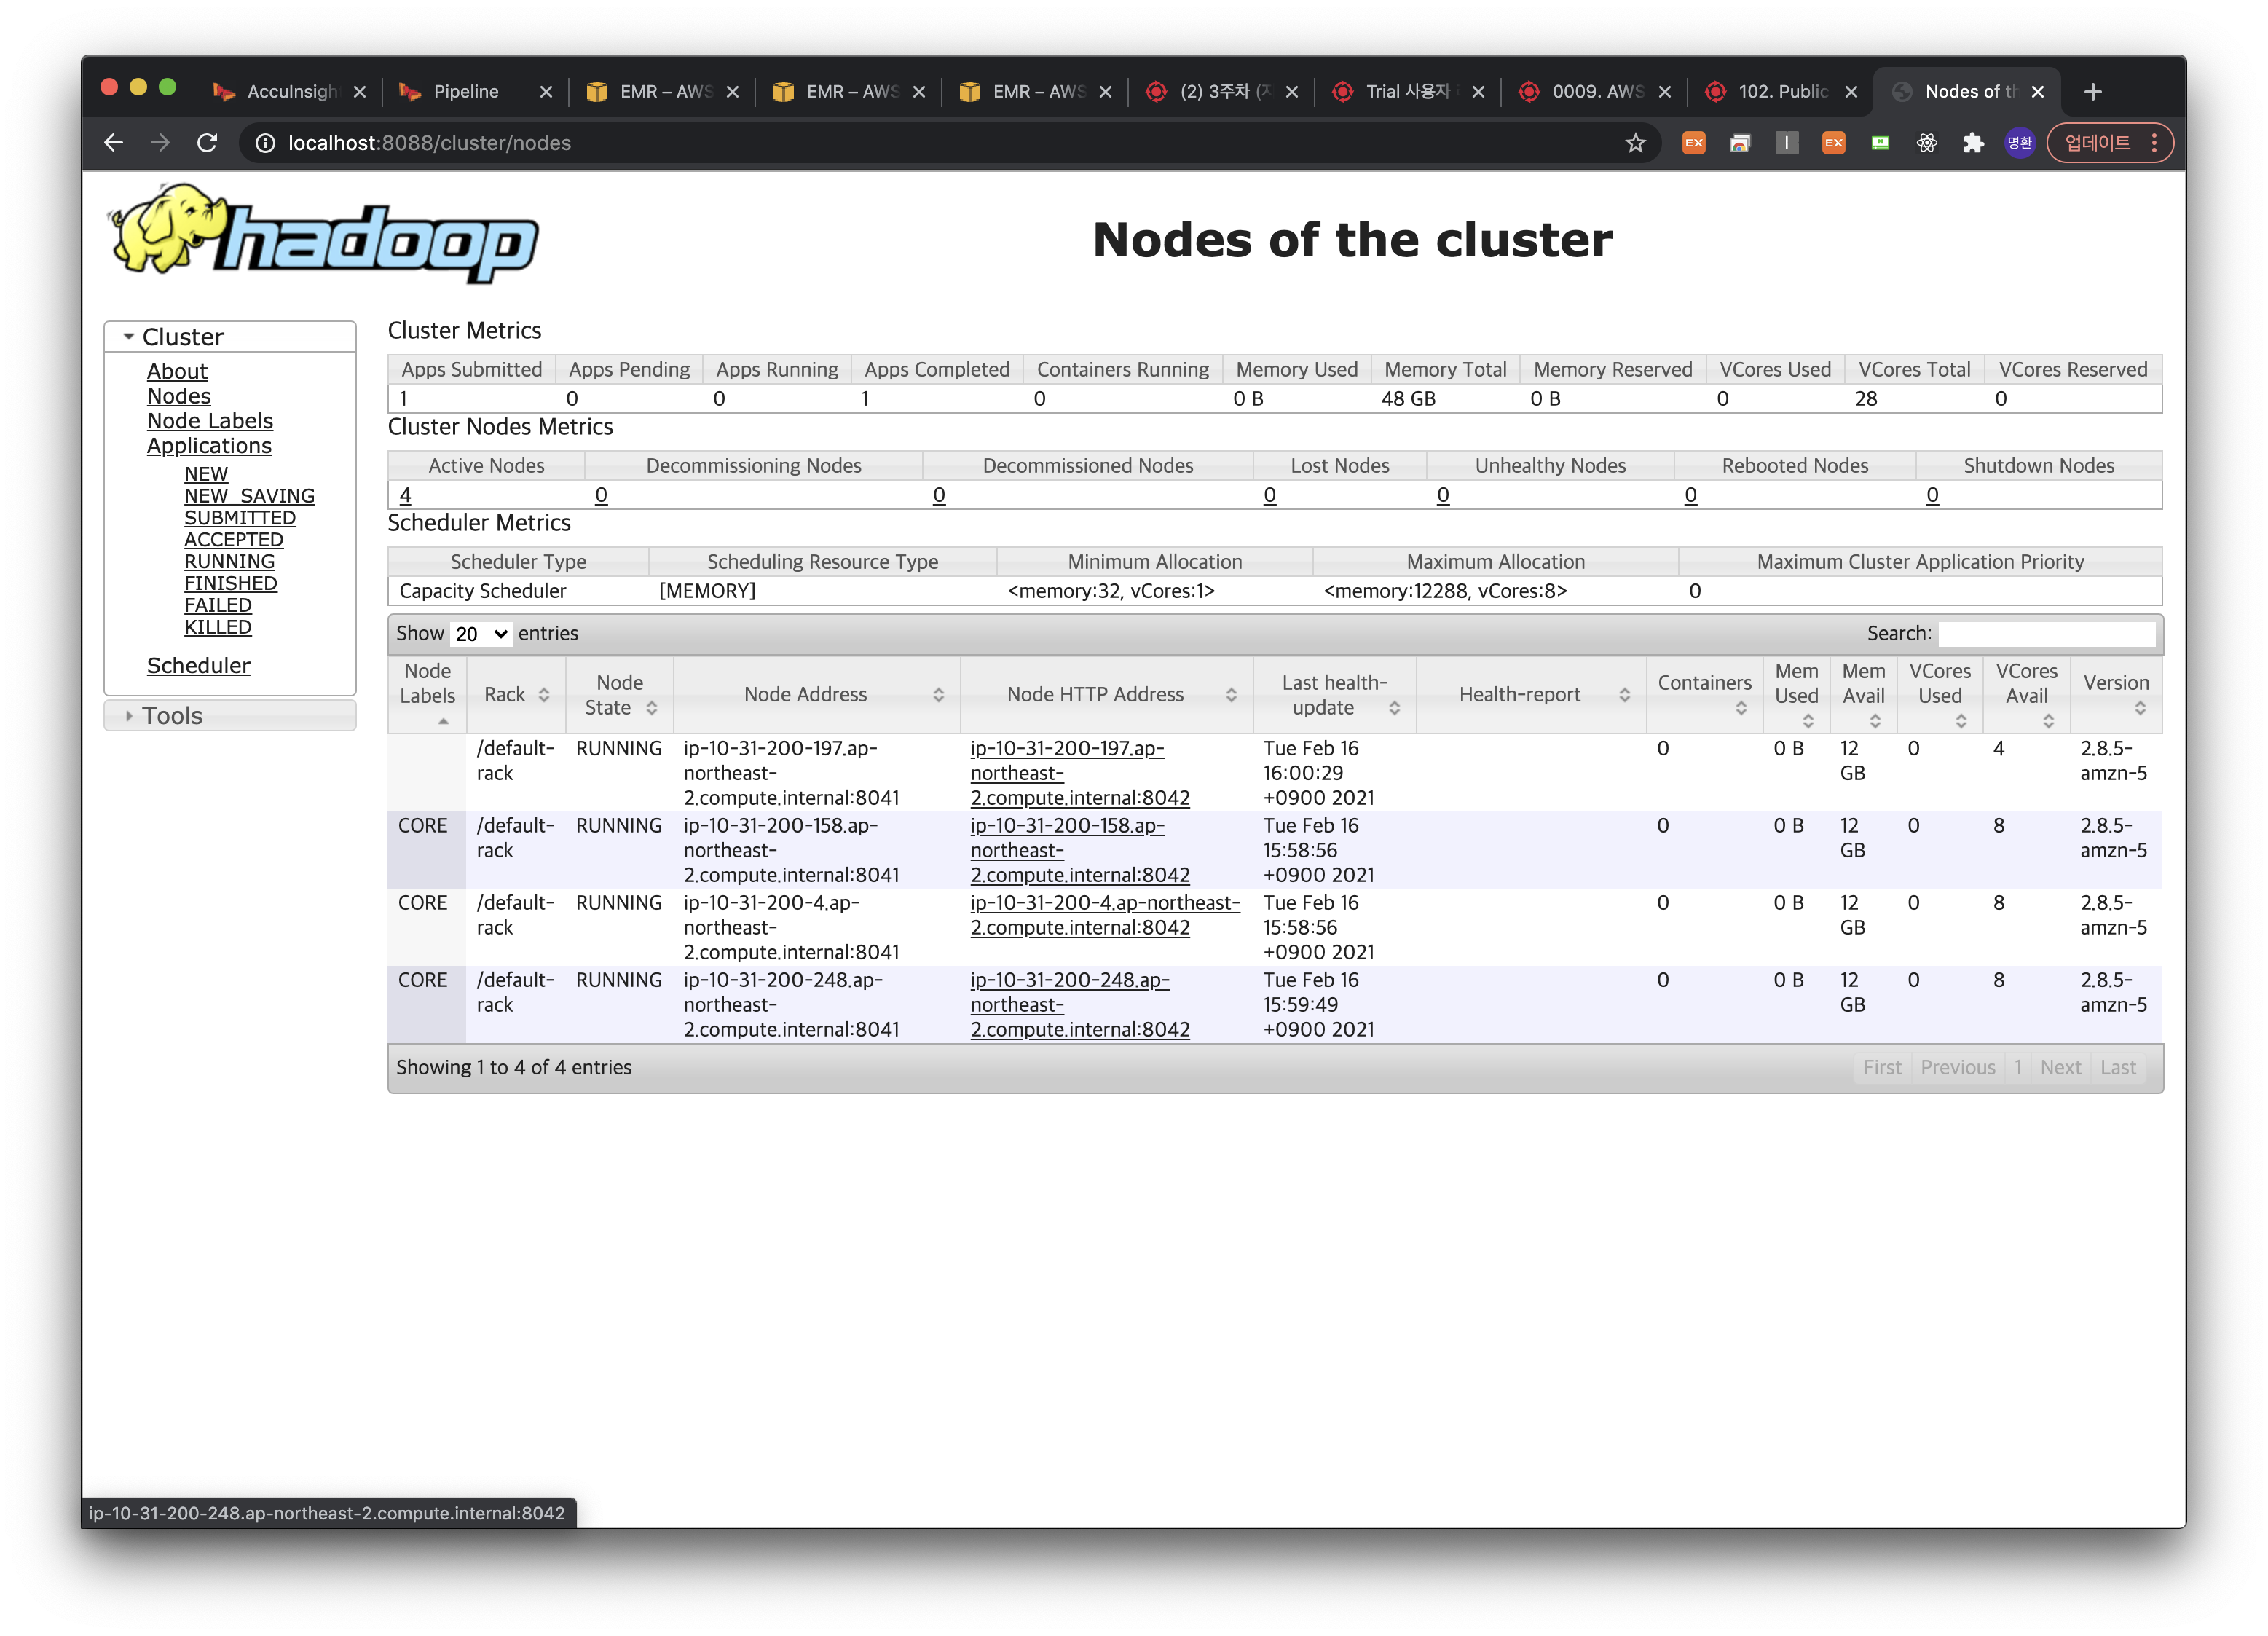 AccuInsigh
Pipeline
EMR – AWS
EMR – AWS
EMR – AWS
(2) 3주차
Trial 사용자
0009. AWS
102. Public
Nodes of th
localhost:8088/cluster/nodes
EX
EX
명환
업데이트
hadoop
Nodes of the cluster
Cluster
About
Nodes
Node Labels
Applications
NEW
NEW_SAVING
SUBMITTED
ACCEPTED
RUNNING
FINISHED
FAILED
KILLED
Scheduler
Tools
Cluster Metrics
Apps Submitted Apps Pending Apps Running Apps Completed Containers Running Memory Used Memory Total Memory Reserved VCores Used VCores Total VCores Reserved
1 0 0 1 0 0 B 48 GB 0 B 0 28 0
Cluster Nodes Metrics
Active Nodes Decommissioning Nodes Decommissioned Nodes Lost Nodes Unhealthy Nodes Rebooted Nodes Shutdown Nodes
4 0 0 0 0 0 0
Scheduler Metrics
Scheduler Type Scheduling Resource Type Minimum Allocation Maximum Allocation Maximum Cluster Application Priority
Capacity Scheduler [MEMORY] <memory:32, vCores:1> <memory:12288, vCores:8> 0
Show 20 entries Search:
Node Labels Rack Node State Node Address Node HTTP Address Last health-update Health-report Containers Mem Used Mem Avail VCores Used VCores Avail Version
/default-rack RUNNING ip-10-31-200-197.ap-northeast-2.compute.internal:8041 ip-10-31-200-197.ap-northeast-2.compute.internal:8042 Tue Feb 16 16:00:29 +0900 2021 0 0 B 12 GB 0 4 2.8.5-amzn-5
CORE /default-rack RUNNING ip-10-31-200-158.ap-northeast-2.compute.internal:8041 ip-10-31-200-158.ap-northeast-2.compute.internal:8042 Tue Feb 16 15:58:56 +0900 2021 0 0 B 12 GB 0 8 2.8.5-amzn-5
CORE /default-rack RUNNING ip-10-31-200-4.ap-northeast-2.compute.internal:8041 ip-10-31-200-4.ap-northeast-2.compute.internal:8042 Tue Feb 16 15:58:56 +0900 2021 0 0 B 12 GB 0 8 2.8.5-amzn-5
CORE /default-rack RUNNING ip-10-31-200-248.ap-northeast-2.compute.internal:8041 ip-10-31-200-248.ap-northeast-2.compute.internal:8042 Tue Feb 16 15:59:49 +0900 2021 0 0 B 12 GB 0 8 2.8.5-amzn-5
Showing 1 to 4 of 4 entries First Previous 1 Next Last
ip-10-31-200-248.ap-northeast-2.compute.internal:8042